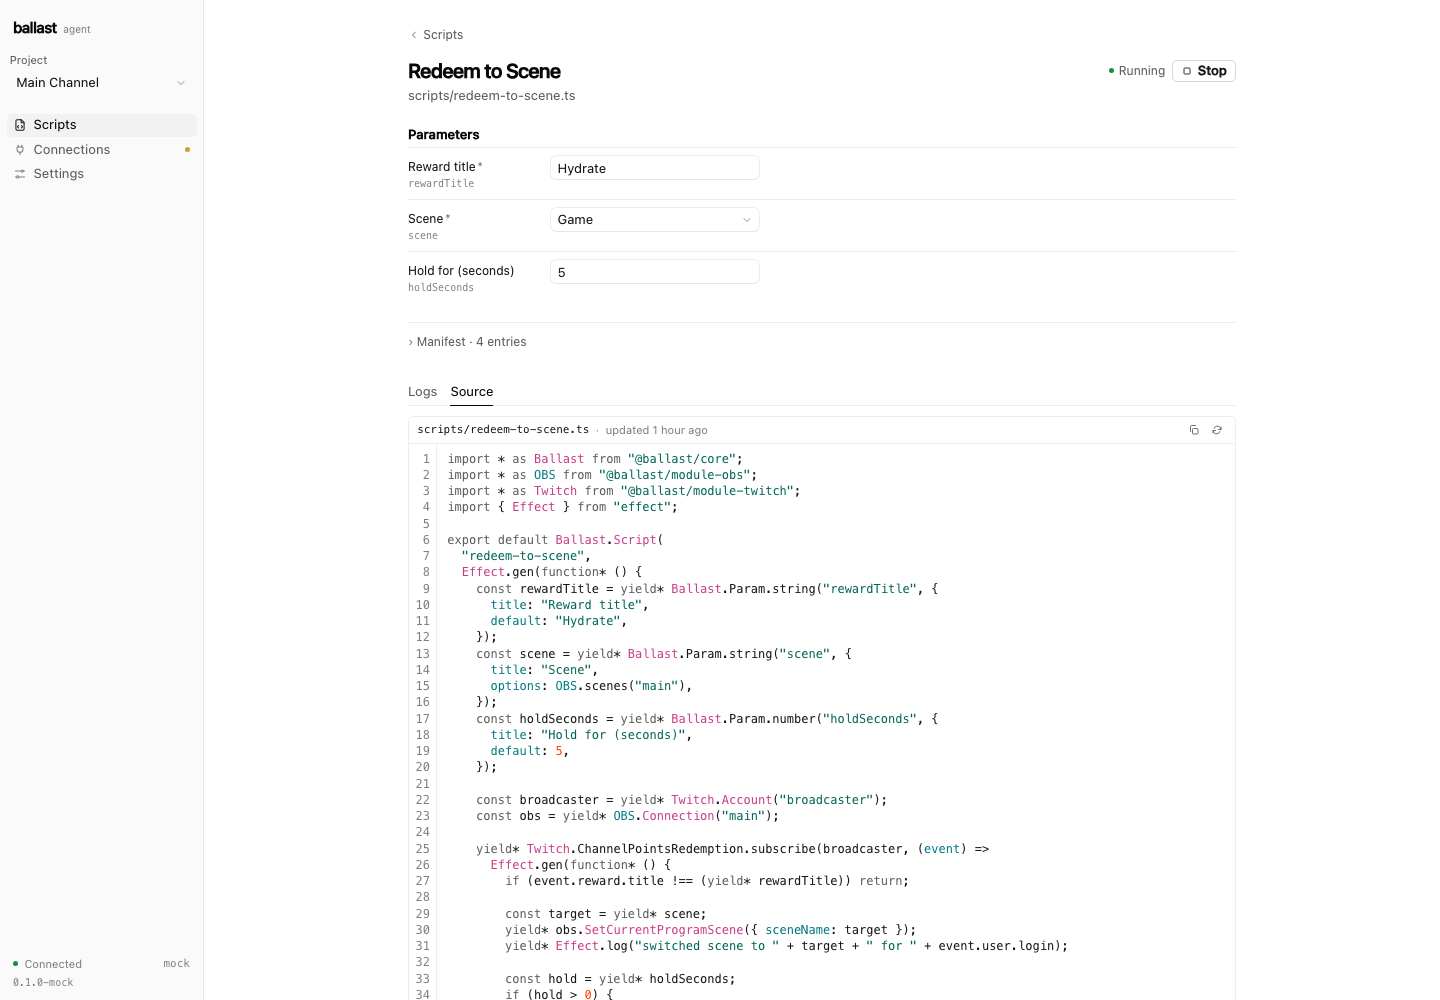 ballast agent
Project
Main Channel
Scripts
Connections
Settings
Connected mock
0.1.0-mock
Scripts
Redeem to Scene
Running Stop
scripts/redeem-to-scene.ts
Parameters
Reward title* Hydrate
rewardTitle
Scene* Game
scene
Hold for (seconds) 5
holdSeconds
› Manifest · 4 entries
Logs Source
scripts/redeem-to-scene.ts · updated 1 hour ago
1 import * as Ballast from "@ballast/core";
2 import * as OBS from "@ballast/module-obs";
3 import * as Twitch from "@ballast/module-twitch";
4 import { Effect } from "effect";
5
6 export default Ballast.Script(
7   "redeem-to-scene",
8   Effect.gen(function* () {
9     const rewardTitle = yield* Ballast.Param.string("rewardTitle", {
10       title: "Reward title",
11       default: "Hydrate",
12     });
13     const scene = yield* Ballast.Param.string("scene", {
14       title: "Scene",
15       options: OBS.scenes("main"),
16     });
17     const holdSeconds = yield* Ballast.Param.number("holdSeconds", {
18       title: "Hold for (seconds)",
19       default: 5,
20     });
21
22     const broadcaster = yield* Twitch.Account("broadcaster");
23     const obs = yield* OBS.Connection("main");
24
25     yield* Twitch.ChannelPointsRedemption.subscribe(broadcaster, (event) =>
26       Effect.gen(function* () {
27         if (event.reward.title !== (yield* rewardTitle)) return;
28
29         const target = yield* scene;
30         yield* obs.SetCurrentProgramScene({ sceneName: target });
31         yield* Effect.log("switched scene to " + target + " for " + event.user.login);
32
33         const hold = yield* holdSeconds;
34         if (hold > 0) {